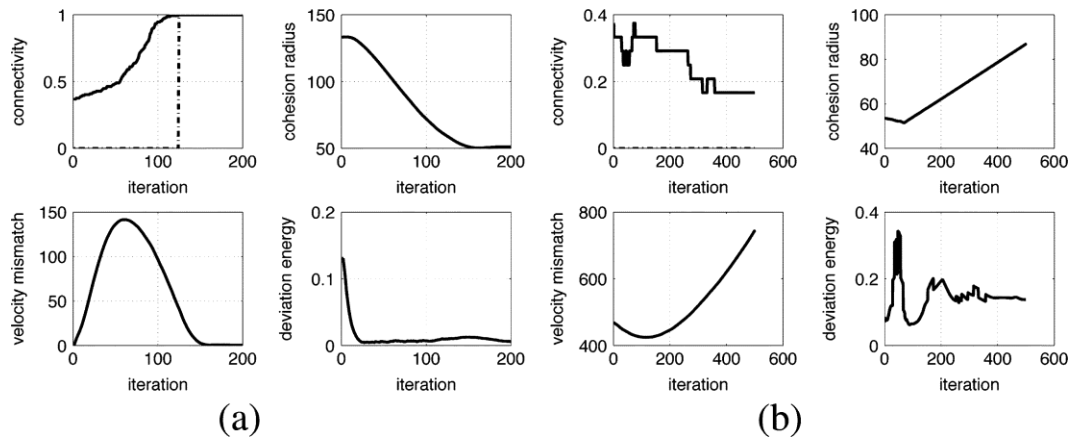 connectivity
1
0.5
0
0 100 200
iteration
cohesion radius
150
100
50
0 100 200
iteration
connectivity
0.4
0.2
0
0 200 400 600
iteration
cohesion radius
100
80
60
40
0 200 400 600
iteration
velocity mismatch
150
100
50
0
0 100 200
iteration
deviation energy
0.2
0.1
0
0 100 200
iteration
velocity mismatch
800
600
400
0 200 400 600
iteration
deviation energy
0.4
0.2
0
0 200 400 600
iteration
(a)
(b)